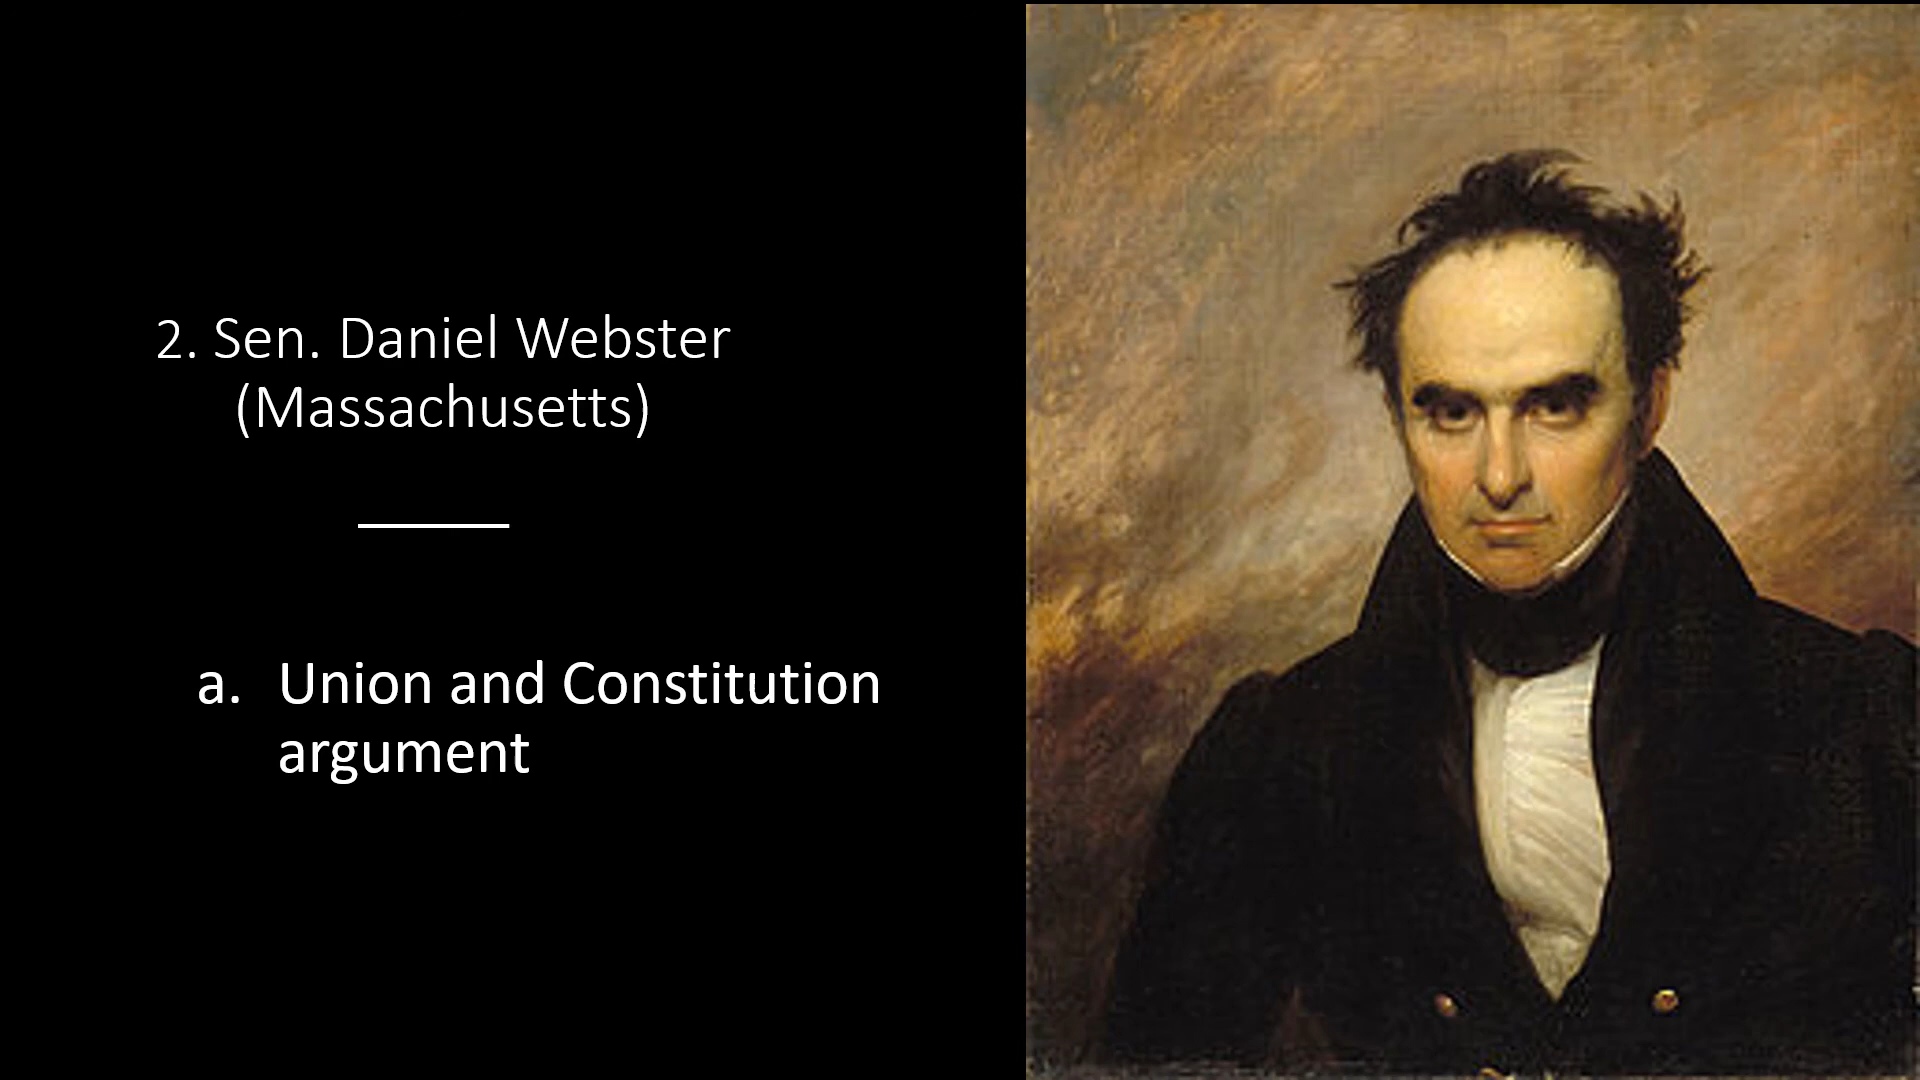 2. Sen. Daniel Webster
(Massachusetts)
a. Union and Constitution
argument